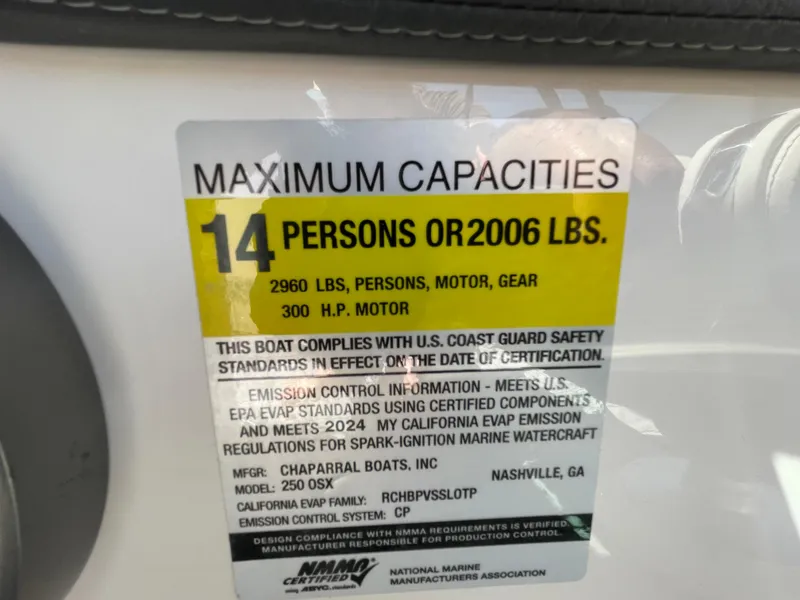 MAXIMUM CAPACITIES
14 PERSONS OR 2006 LBS.
2960 LBS, PERSONS, MOTOR, GEAR
300 H.P. MOTOR
THIS BOAT COMPLIES WITH U.S. COAST GUARD SAFETY
STANDARDS IN EFFECT ON THE DATE OF CERTIFICATION.
EMISSION CONTROL INFORMATION - MEETS U.S.
EPA EVAP STANDARDS USING CERTIFIED COMPONENTS
AND MEETS 2024 MY CALIFORNIA EVAP EMISSION
REGULATIONS FOR SPARK-IGNITION MARINE WATERCRAFT
MFGR: CHAPARRAL BOATS, INC NASHVILLE, GA
MODEL: 250 OSX
CALIFORNIA EVAP FAMILY: RCHBPVSSLOTP
EMISSION CONTROL SYSTEM: CP
DESIGN COMPLIANCE WITH NMMA REQUIREMENTS IS VERIFIED.
MANUFACTURER RESPONSIBLE FOR PRODUCTION CONTROL.
NMMA
CERTIFIED
using ABYC standards
NATIONAL MARINE
MANUFACTURERS ASSOCIATION